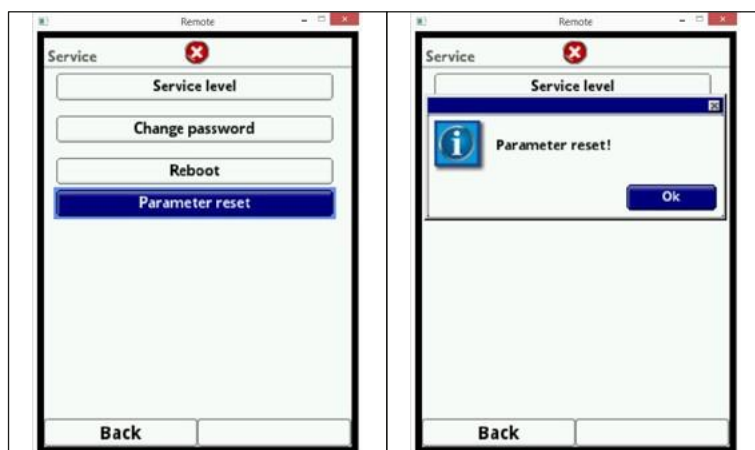 Remote
Service
Service level
Change password
Reboot
Parameter reset
Back
Remote
Service
Service level
Parameter reset!
Ok
Back